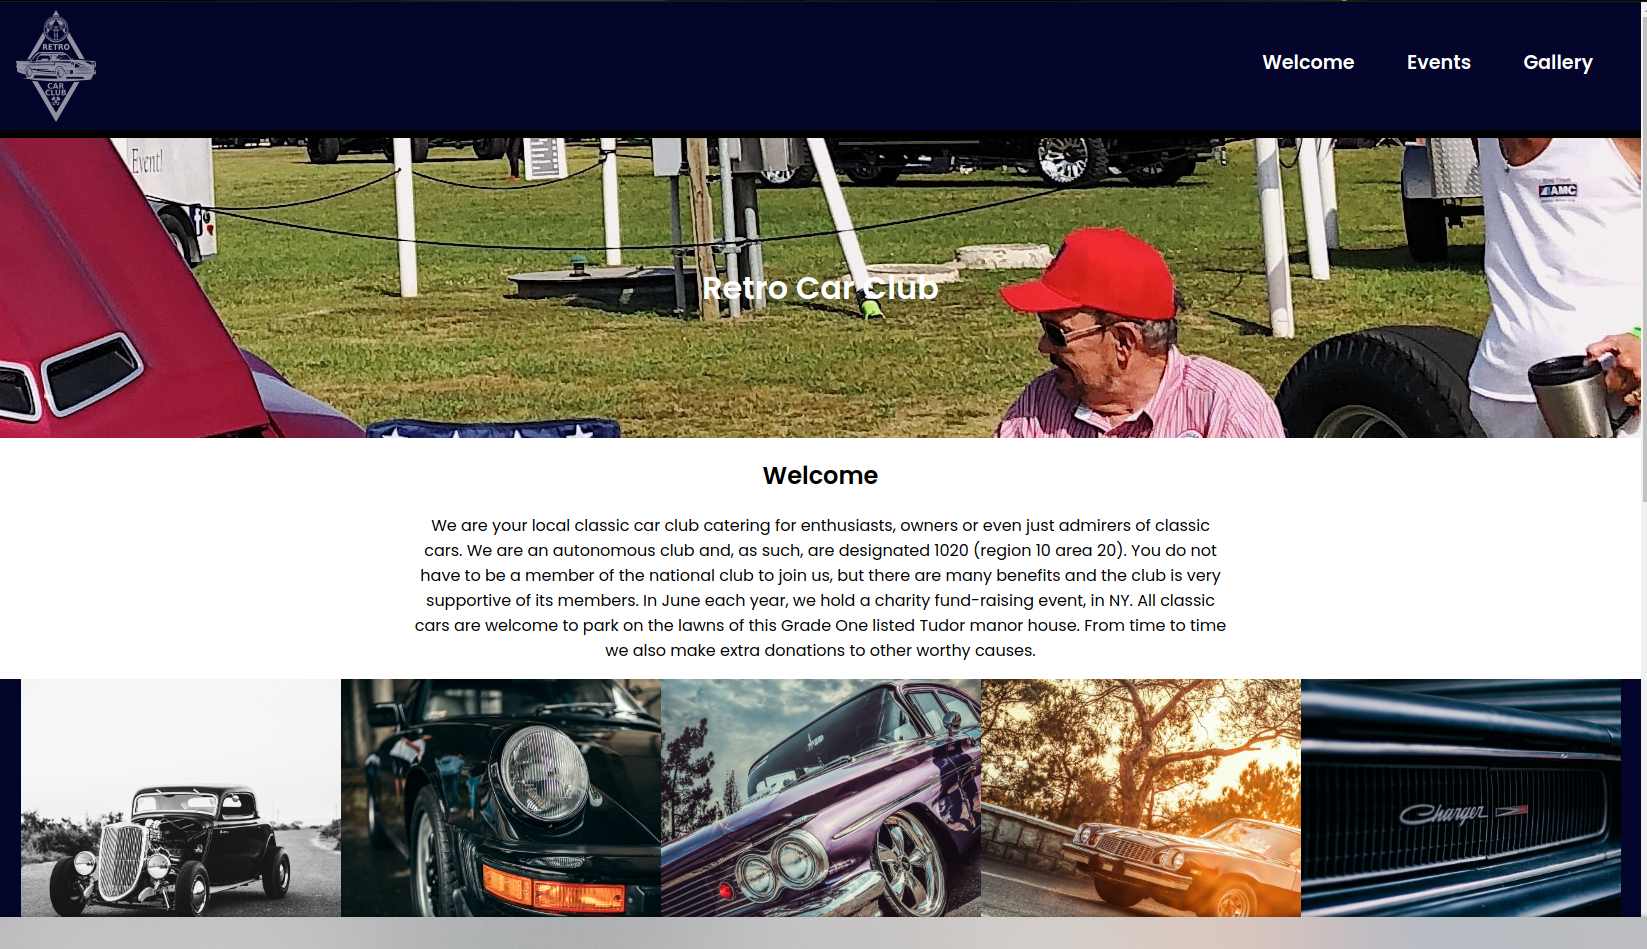 RETRO
CAR
CLUB
Welcome
Events
Gallery
Event!
AMC
Retro Car Club
Welcome
We are your local classic car club catering for enthusiasts, owners or even just admirers of classic
cars. We are an autonomous club and, as such, are designated 1020 (region 10 area 20). You do not
have to be a member of the national club to join us, but there are many benefits and the club is very
supportive of its members. In June each year, we hold a charity fund-raising event, in NY. All classic
cars are welcome to park on the lawns of this Grade One listed Tudor manor house. From time to time
we also make extra donations to other worthy causes.
Charger